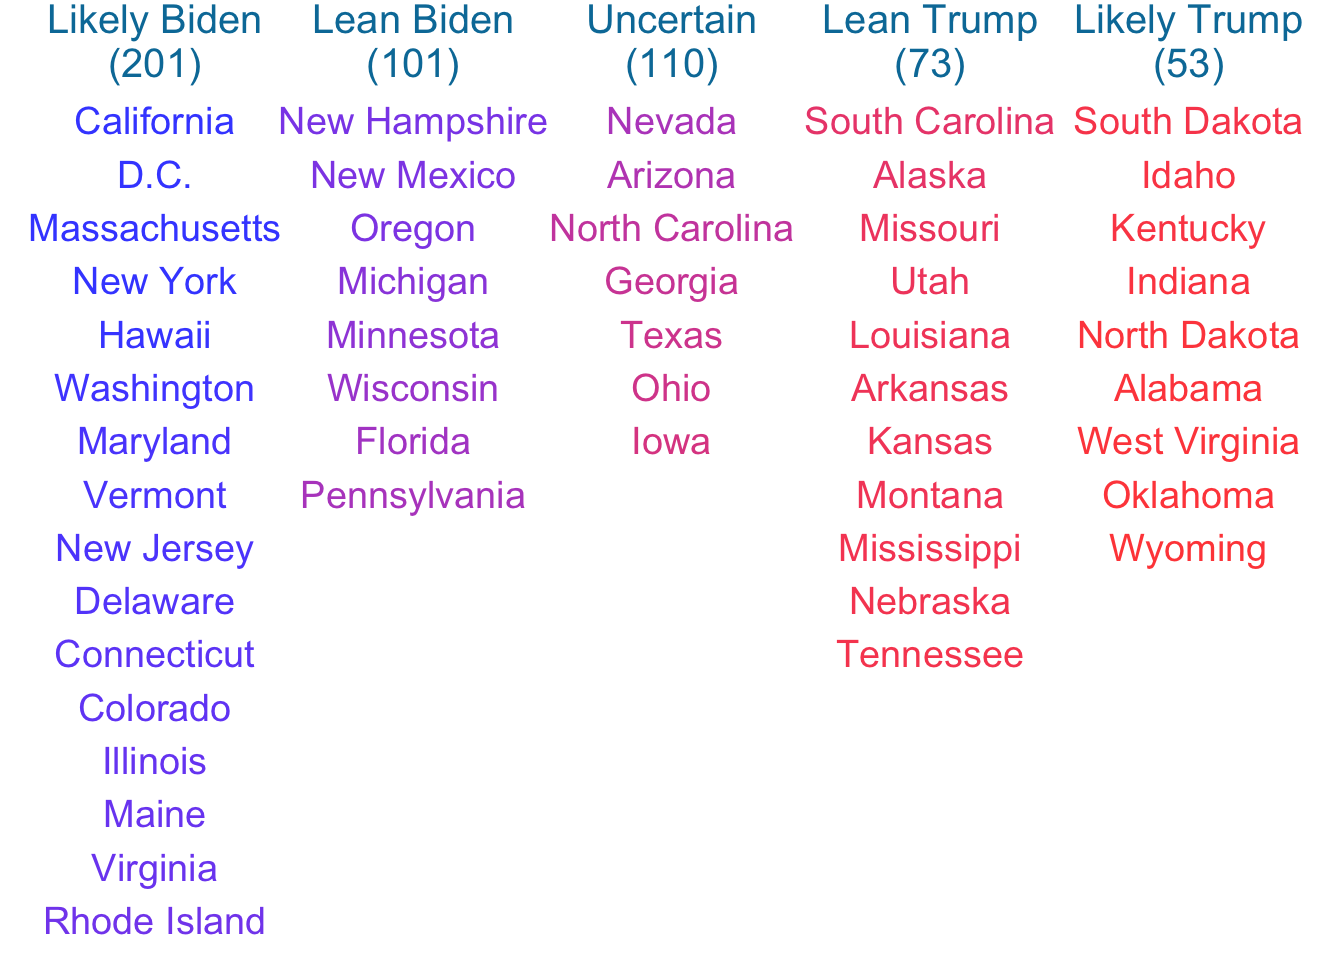 Likely Biden
(201)
California
D.C.
Massachusetts
New York
Hawaii
Washington
Maryland
Vermont
New Jersey
Delaware
Connecticut
Colorado
Illinois
Maine
Virginia
Rhode Island
Lean Biden
(101)
New Hampshire
New Mexico
Oregon
Michigan
Minnesota
Wisconsin
Florida
Pennsylvania
Uncertain
(110)
Nevada
Arizona
North Carolina
Georgia
Texas
Ohio
Iowa
Lean Trump
(73)
South Carolina
Alaska
Missouri
Utah
Louisiana
Arkansas
Kansas
Montana
Mississippi
Nebraska
Tennessee
Likely Trump
(53)
South Dakota
Idaho
Kentucky
Indiana
North Dakota
Alabama
West Virginia
Oklahoma
Wyoming